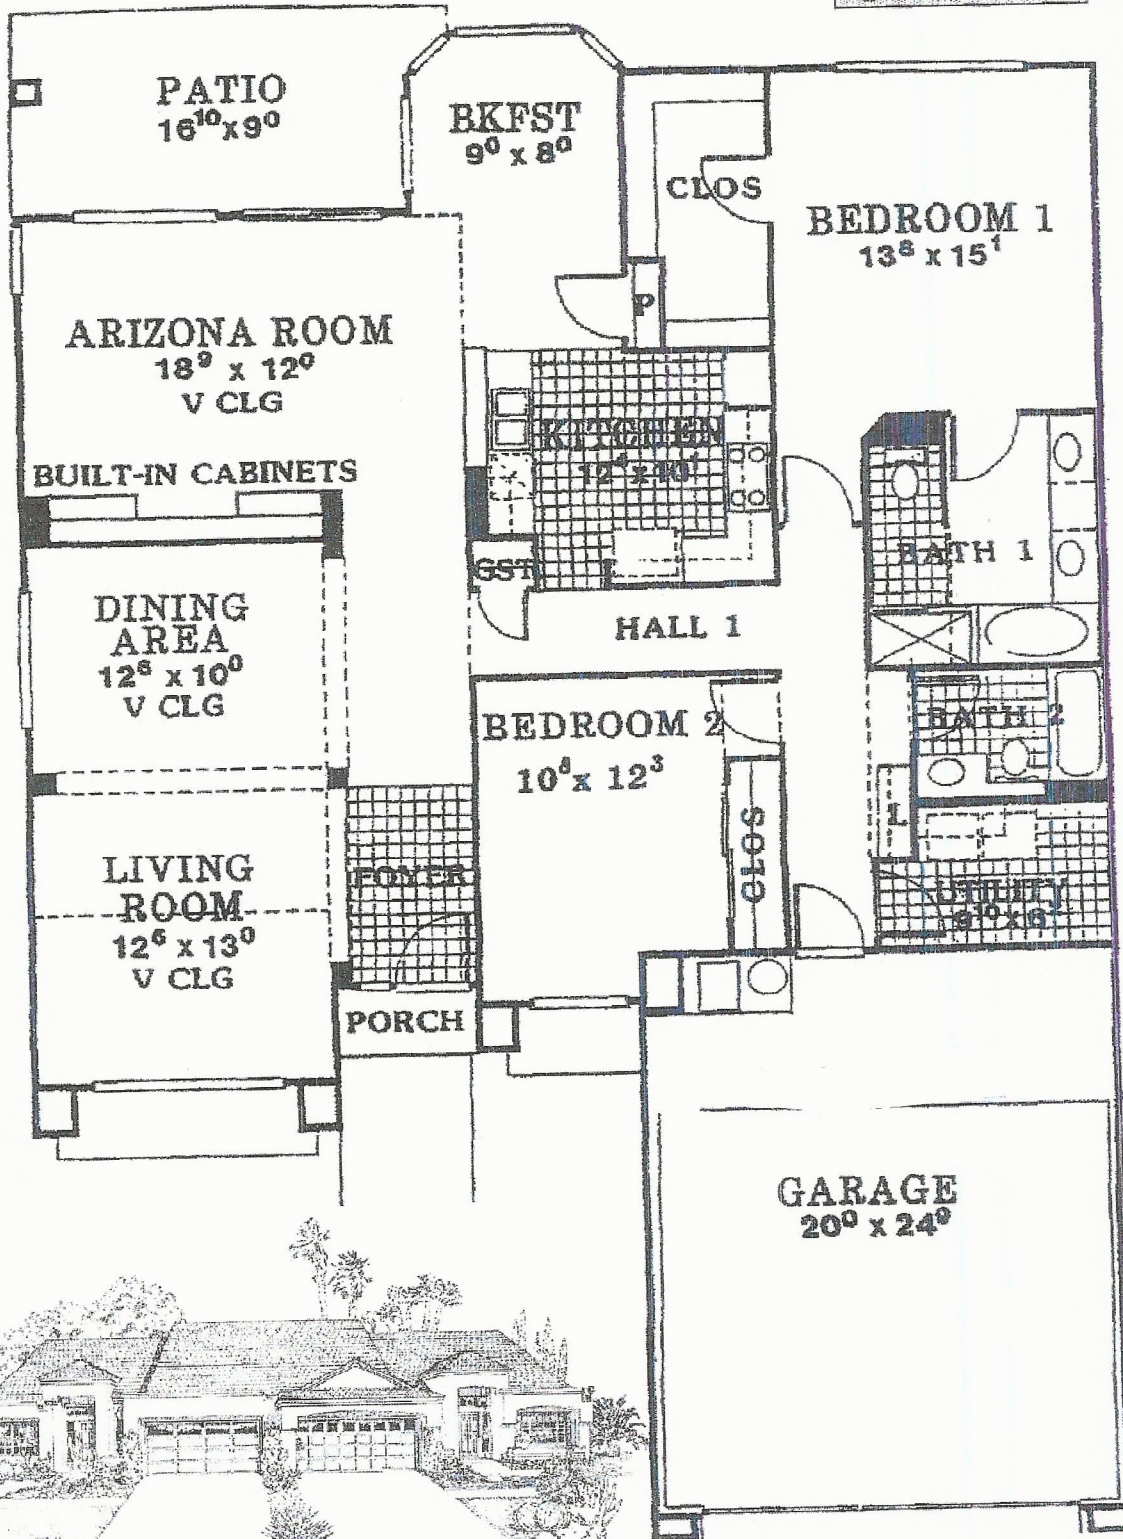 PATIO
16¹⁰x9⁰
BKFST
9⁰ x 8⁰
CLOS
BEDROOM 1
13⁸ x 15¹
P
ARIZONA ROOM
18⁹ x 12⁰
V CLG
KITCHEN
BUILT-IN CABINETS
BATH 1
GST
DINING
AREA
12⁸ x 10⁰
V CLG
HALL 1
BEDROOM 2
10⁸ x 12³
BATH 2
L
CLOS
LIVING
ROOM
12⁶ x 13⁰
V CLG
FOYER
UTILITY
PORCH
GARAGE
20⁰ x 24⁰